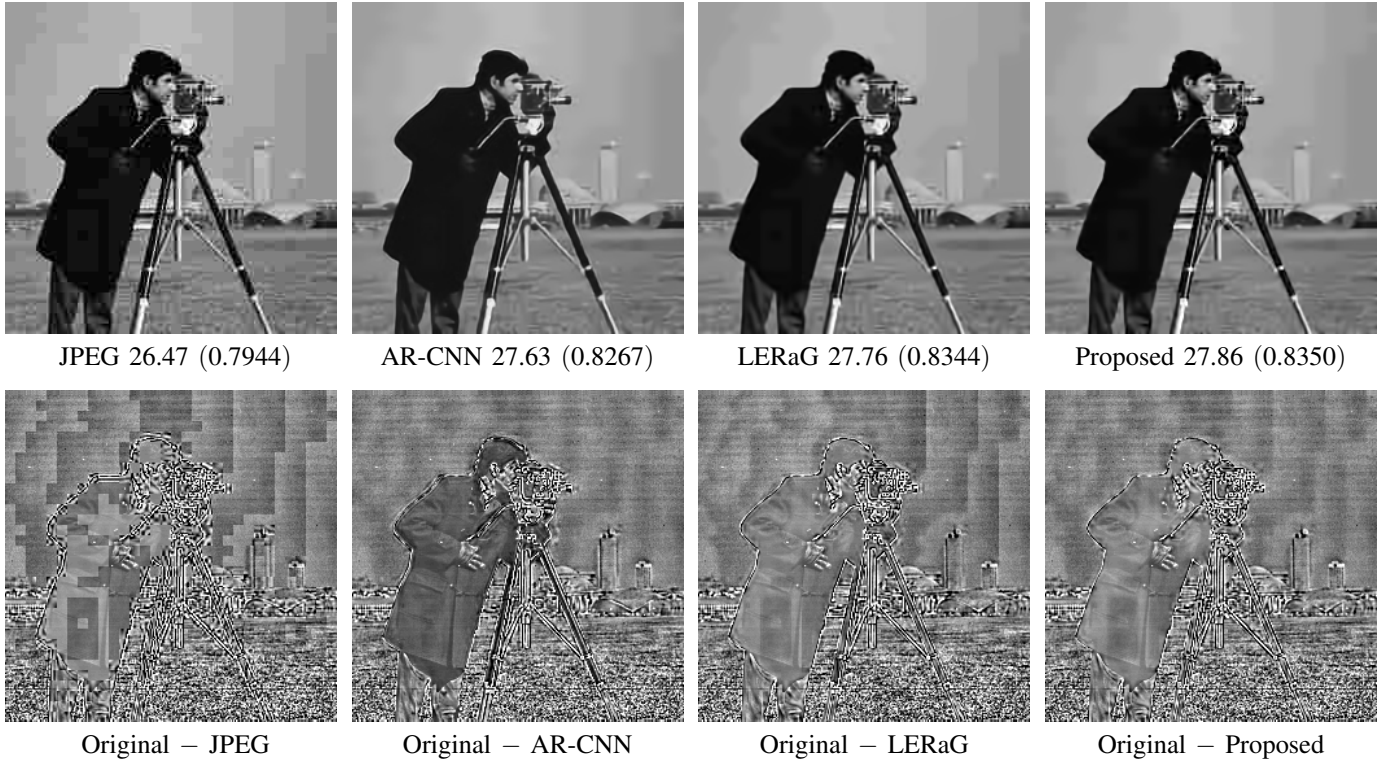 JPEG 26.47 (0.7944)
AR-CNN 27.63 (0.8267)
LERaG 27.76 (0.8344)
Proposed 27.86 (0.8350)
Original − JPEG
Original − AR-CNN
Original − LERaG
Original − Proposed